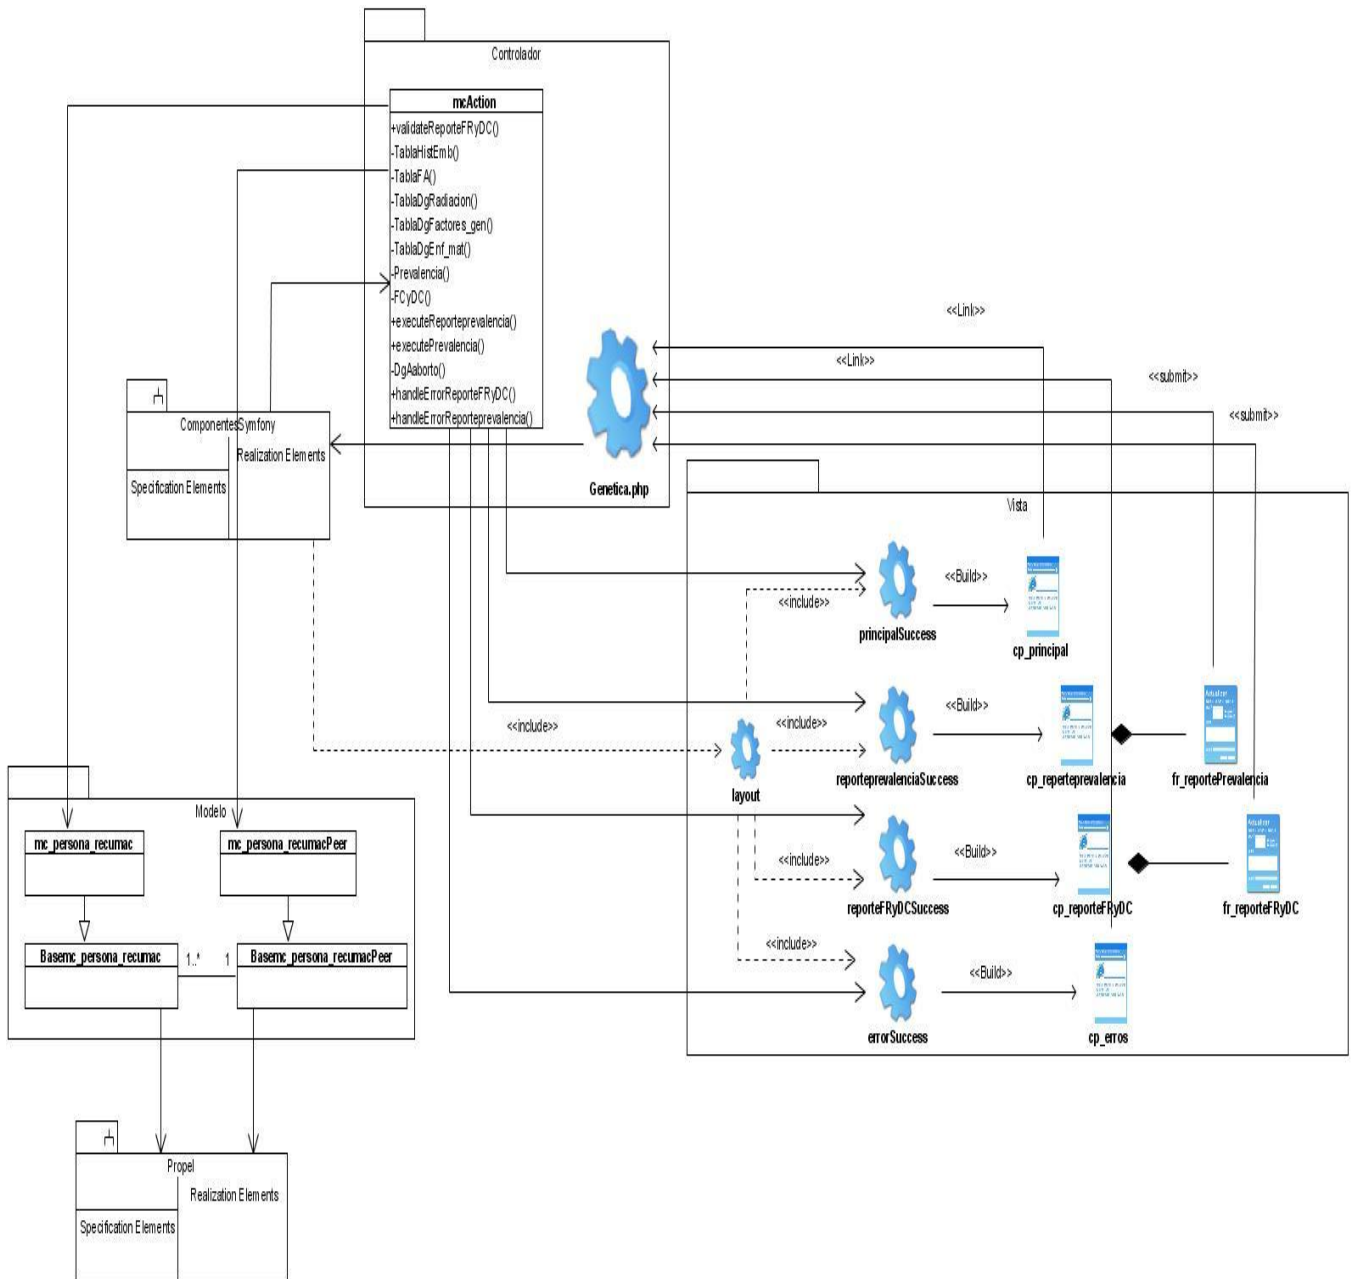 Controlador
mcAction
+validateReporteFRyDC()
-TablaHistEmb()
-TablaFA()
-TablaDgRadiacion()
-TablaDgFactores_gen()
-TablaDgEnf_mat()
-Prevalencia()
-FCyDC()
+executeReporteprevalencia()
+executePrevalencia()
-DgAaborto()
+handleErrorReporteFRyDC()
+handleErrorReporteprevalencia()
<<Link>>
<<Link>>
<<submit>>
<<submit>>
Genetica.php
ComponentesSymfony
Realization Elements
Specification Elements
Vista
<<Build>>
<<include>>
principalSuccess
cp_principal
<<include>>
<<include>>
<<Build>>
layout
reporteprevalenciaSuccess
cp_reporteprevalencia
fr_reportePrevalencia
<<include>>
<<Build>>
reporteFRyDCSuccess
cp_reporteFRyDC
fr_reporteFRyDC
<<include>>
<<Build>>
errorSuccess
cp_erros
Modelo
mc_persona_recumac
mc_persona_recumacPeer
Basemc_persona_recumac
1..*
1
Basemc_persona_recumacPeer
Propel
Realization Elements
Specification Elements